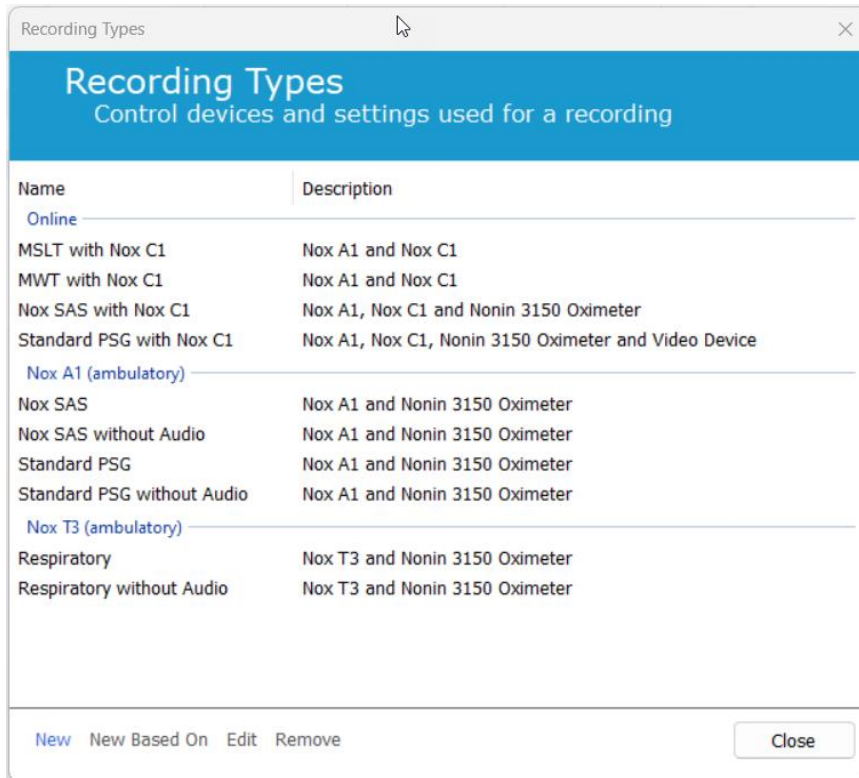 Recording Types
Recording Types
Control devices and settings used for a recording
Name Description
Online
MSLT with Nox C1 Nox A1 and Nox C1
MWT with Nox C1 Nox A1 and Nox C1
Nox SAS with Nox C1 Nox A1, Nox C1 and Nonin 3150 Oximeter
Standard PSG with Nox C1 Nox A1, Nox C1, Nonin 3150 Oximeter and Video Device
Nox A1 (ambulatory)
Nox SAS Nox A1 and Nonin 3150 Oximeter
Nox SAS without Audio Nox A1 and Nonin 3150 Oximeter
Standard PSG Nox A1 and Nonin 3150 Oximeter
Standard PSG without Audio Nox A1 and Nonin 3150 Oximeter
Nox T3 (ambulatory)
Respiratory Nox T3 and Nonin 3150 Oximeter
Respiratory without Audio Nox T3 and Nonin 3150 Oximeter
New New Based On Edit Remove Close